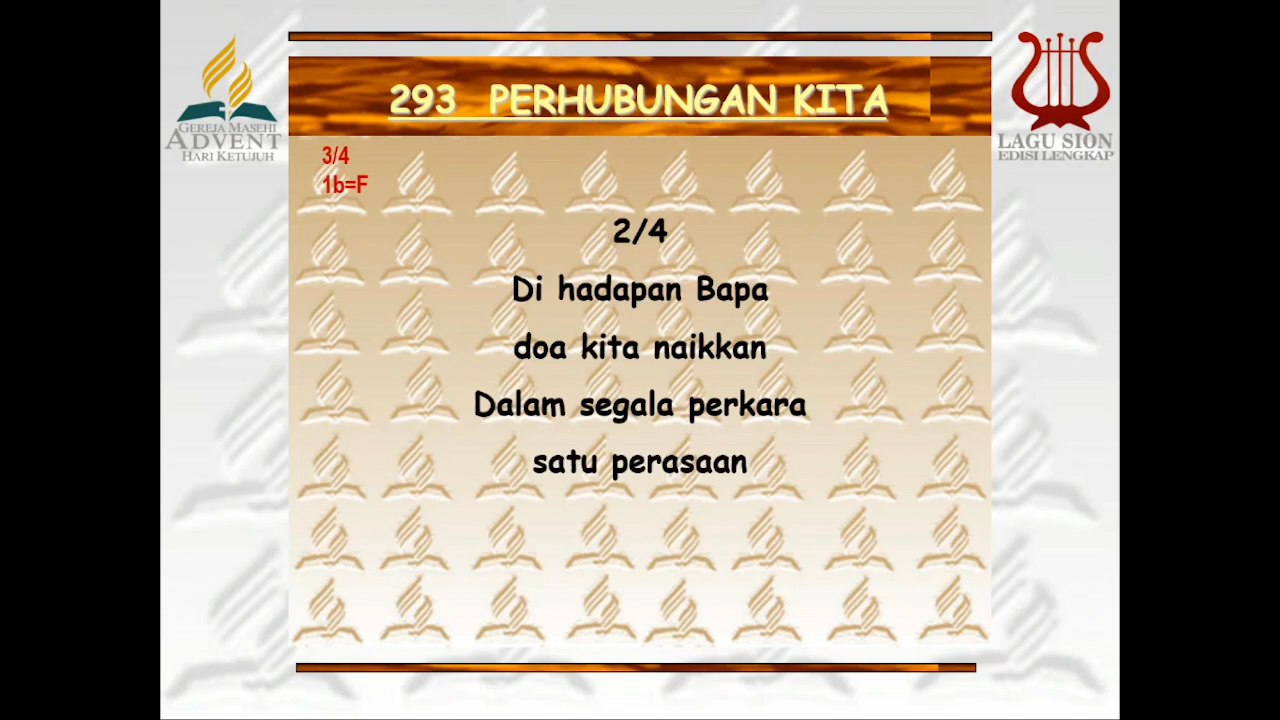 293 PERHUBUNGAN KITA
GEREJA MASEHI
ADVENT
HARI KETUJUH
LAGU SION
EDISI LENGKAP
3/4
1b=F
2/4
Di hadapan Bapa
doa kita naikkan
Dalam segala perkara
satu perasaan